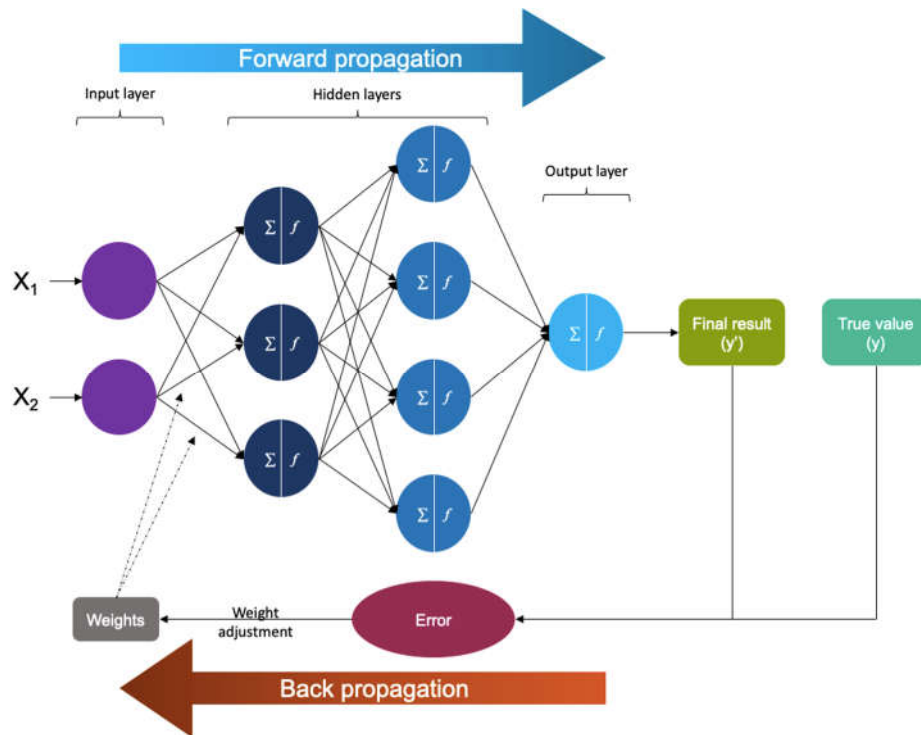 Forward propagation
Input layer
Hidden layers
Σ f
Σ f
Σ f
Σ f
Σ f
Σ f
Σ f
Output layer
Σ f
X₁
X₂
Final result
(y')
True value
(y)
Weights
Weight
adjustment
Error
Back propagation